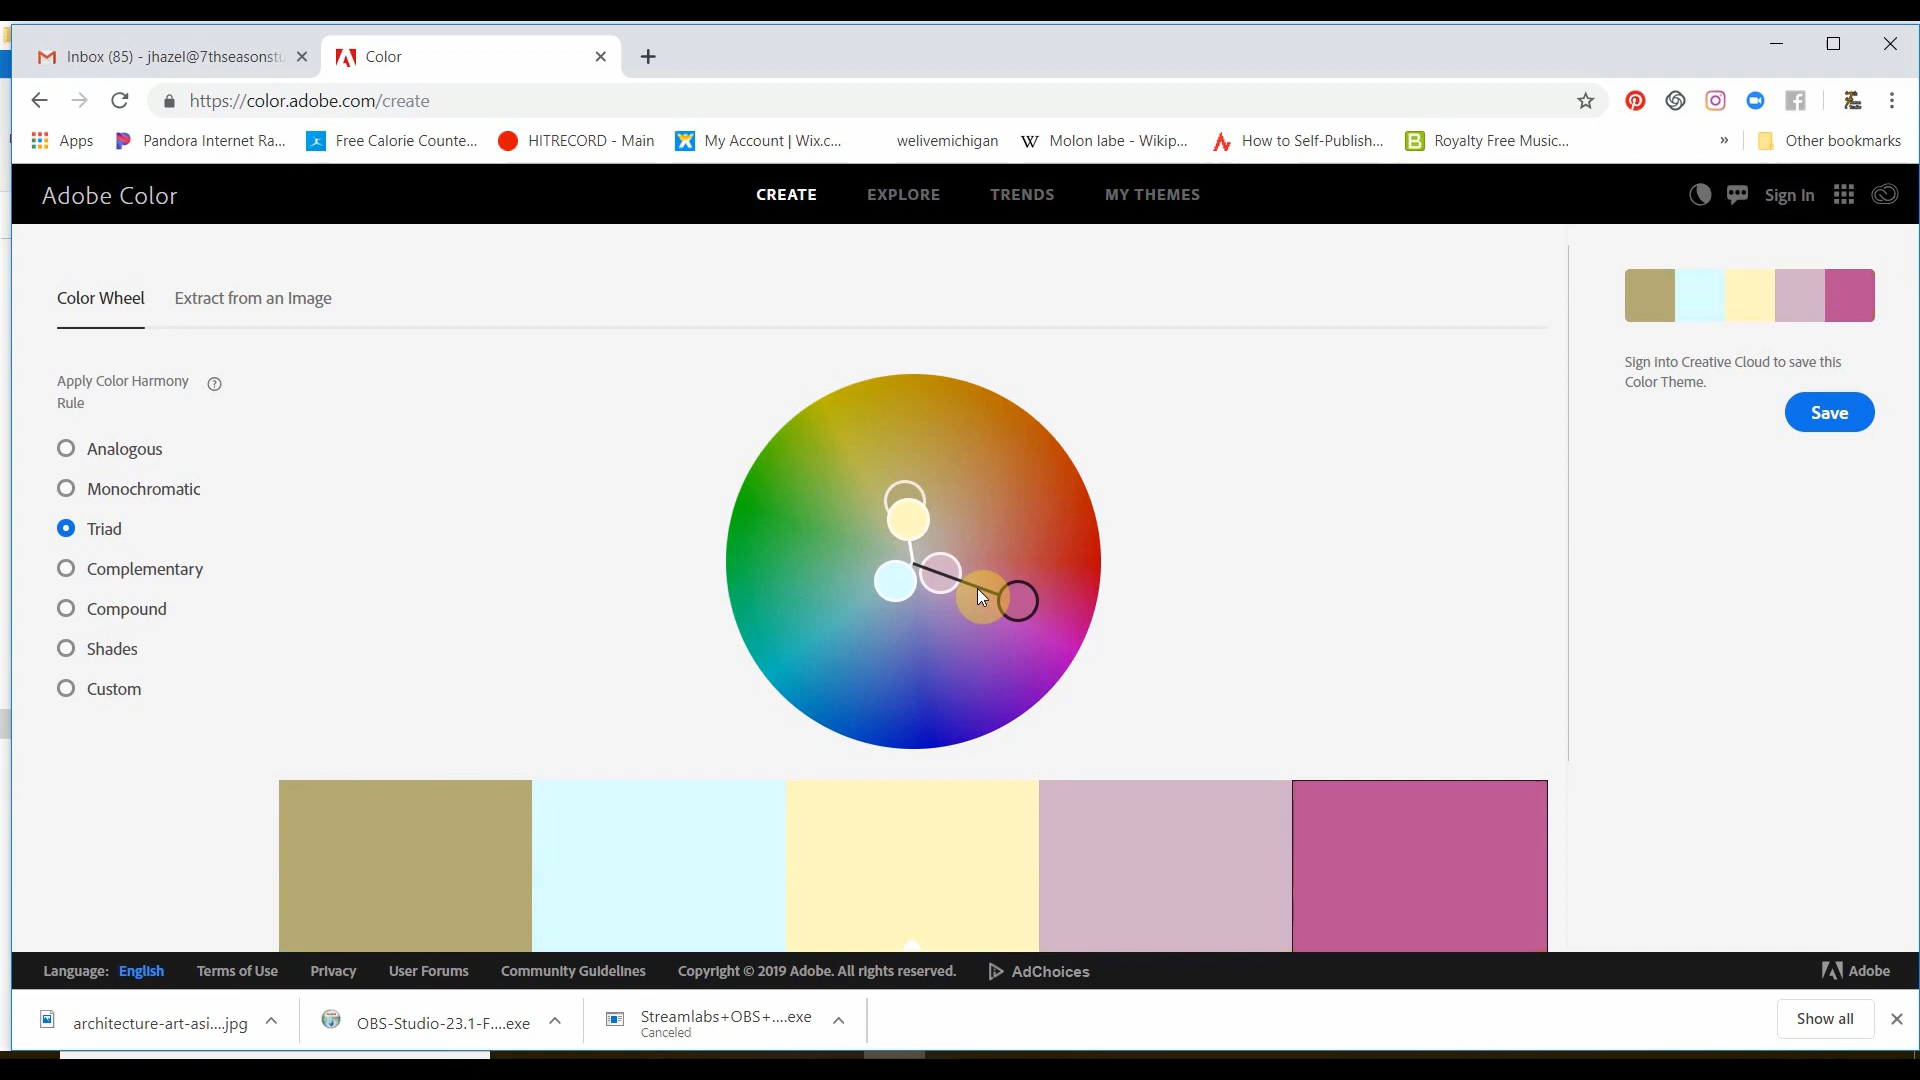 Inbox (85) - jhazel@7thseasonstu
Color
https://color.adobe.com/create
Apps
Pandora Internet Ra...
Free Calorie Counte...
HITRECORD - Main
My Account | Wix.c...
welivemichigan
Molon labe - Wikip...
How to Self-Publish...
Royalty Free Music...
»
Other bookmarks
Adobe Color
CREATE
EXPLORE
TRENDS
MY THEMES
Sign In
Color Wheel
Extract from an Image
Apply Color Harmony
Rule
Analogous
Monochromatic
Triad
Complementary
Compound
Shades
Custom
Sign into Creative Cloud to save this
Color Theme.
Save
Language: English
Terms of Use
Privacy
User Forums
Community Guidelines
Copyright © 2019 Adobe. All rights reserved.
AdChoices
Adobe
architecture-art-asi....jpg
OBS-Studio-23.1-F....exe
Streamlabs+OBS+....exe
Canceled
Show all